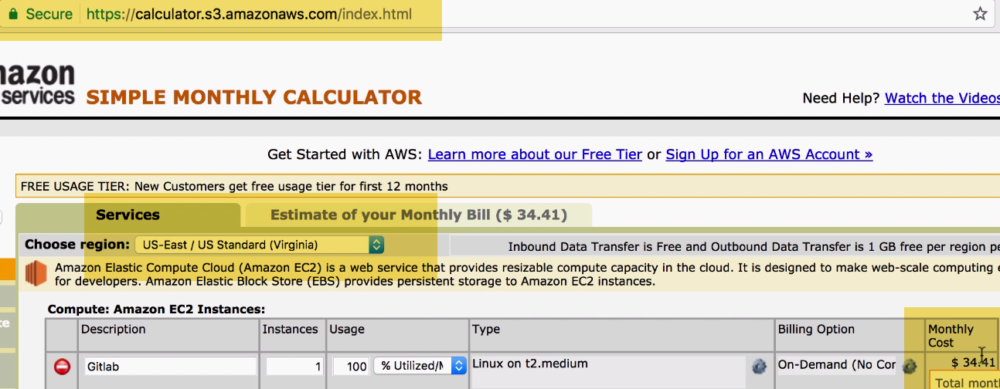 Secure https://calculator.s3.amazonaws.com/index.html
mazon
services SIMPLE MONTHLY CALCULATOR
Need Help? Watch the Videos
Get Started with AWS: Learn more about our Free Tier or Sign Up for an AWS Account »
FREE USAGE TIER: New Customers get free usage tier for first 12 months
Services Estimate of your Monthly Bill ($ 34.41)
Choose region: US-East / US Standard (Virginia) Inbound Data Transfer is Free and Outbound Data Transfer is 1 GB free per region pe
Amazon Elastic Compute Cloud (Amazon EC2) is a web service that provides resizable compute capacity in the cloud. It is designed to make web-scale computing e
for developers. Amazon Elastic Block Store (EBS) provides persistent storage to Amazon EC2 instances.
Compute: Amazon EC2 Instances:
Description Instances Usage Type Billing Option Monthly
Cost
Gitlab 1 100 % Utilized/M Linux on t2.medium On-Demand (No Cor $ 34.41
Total mont